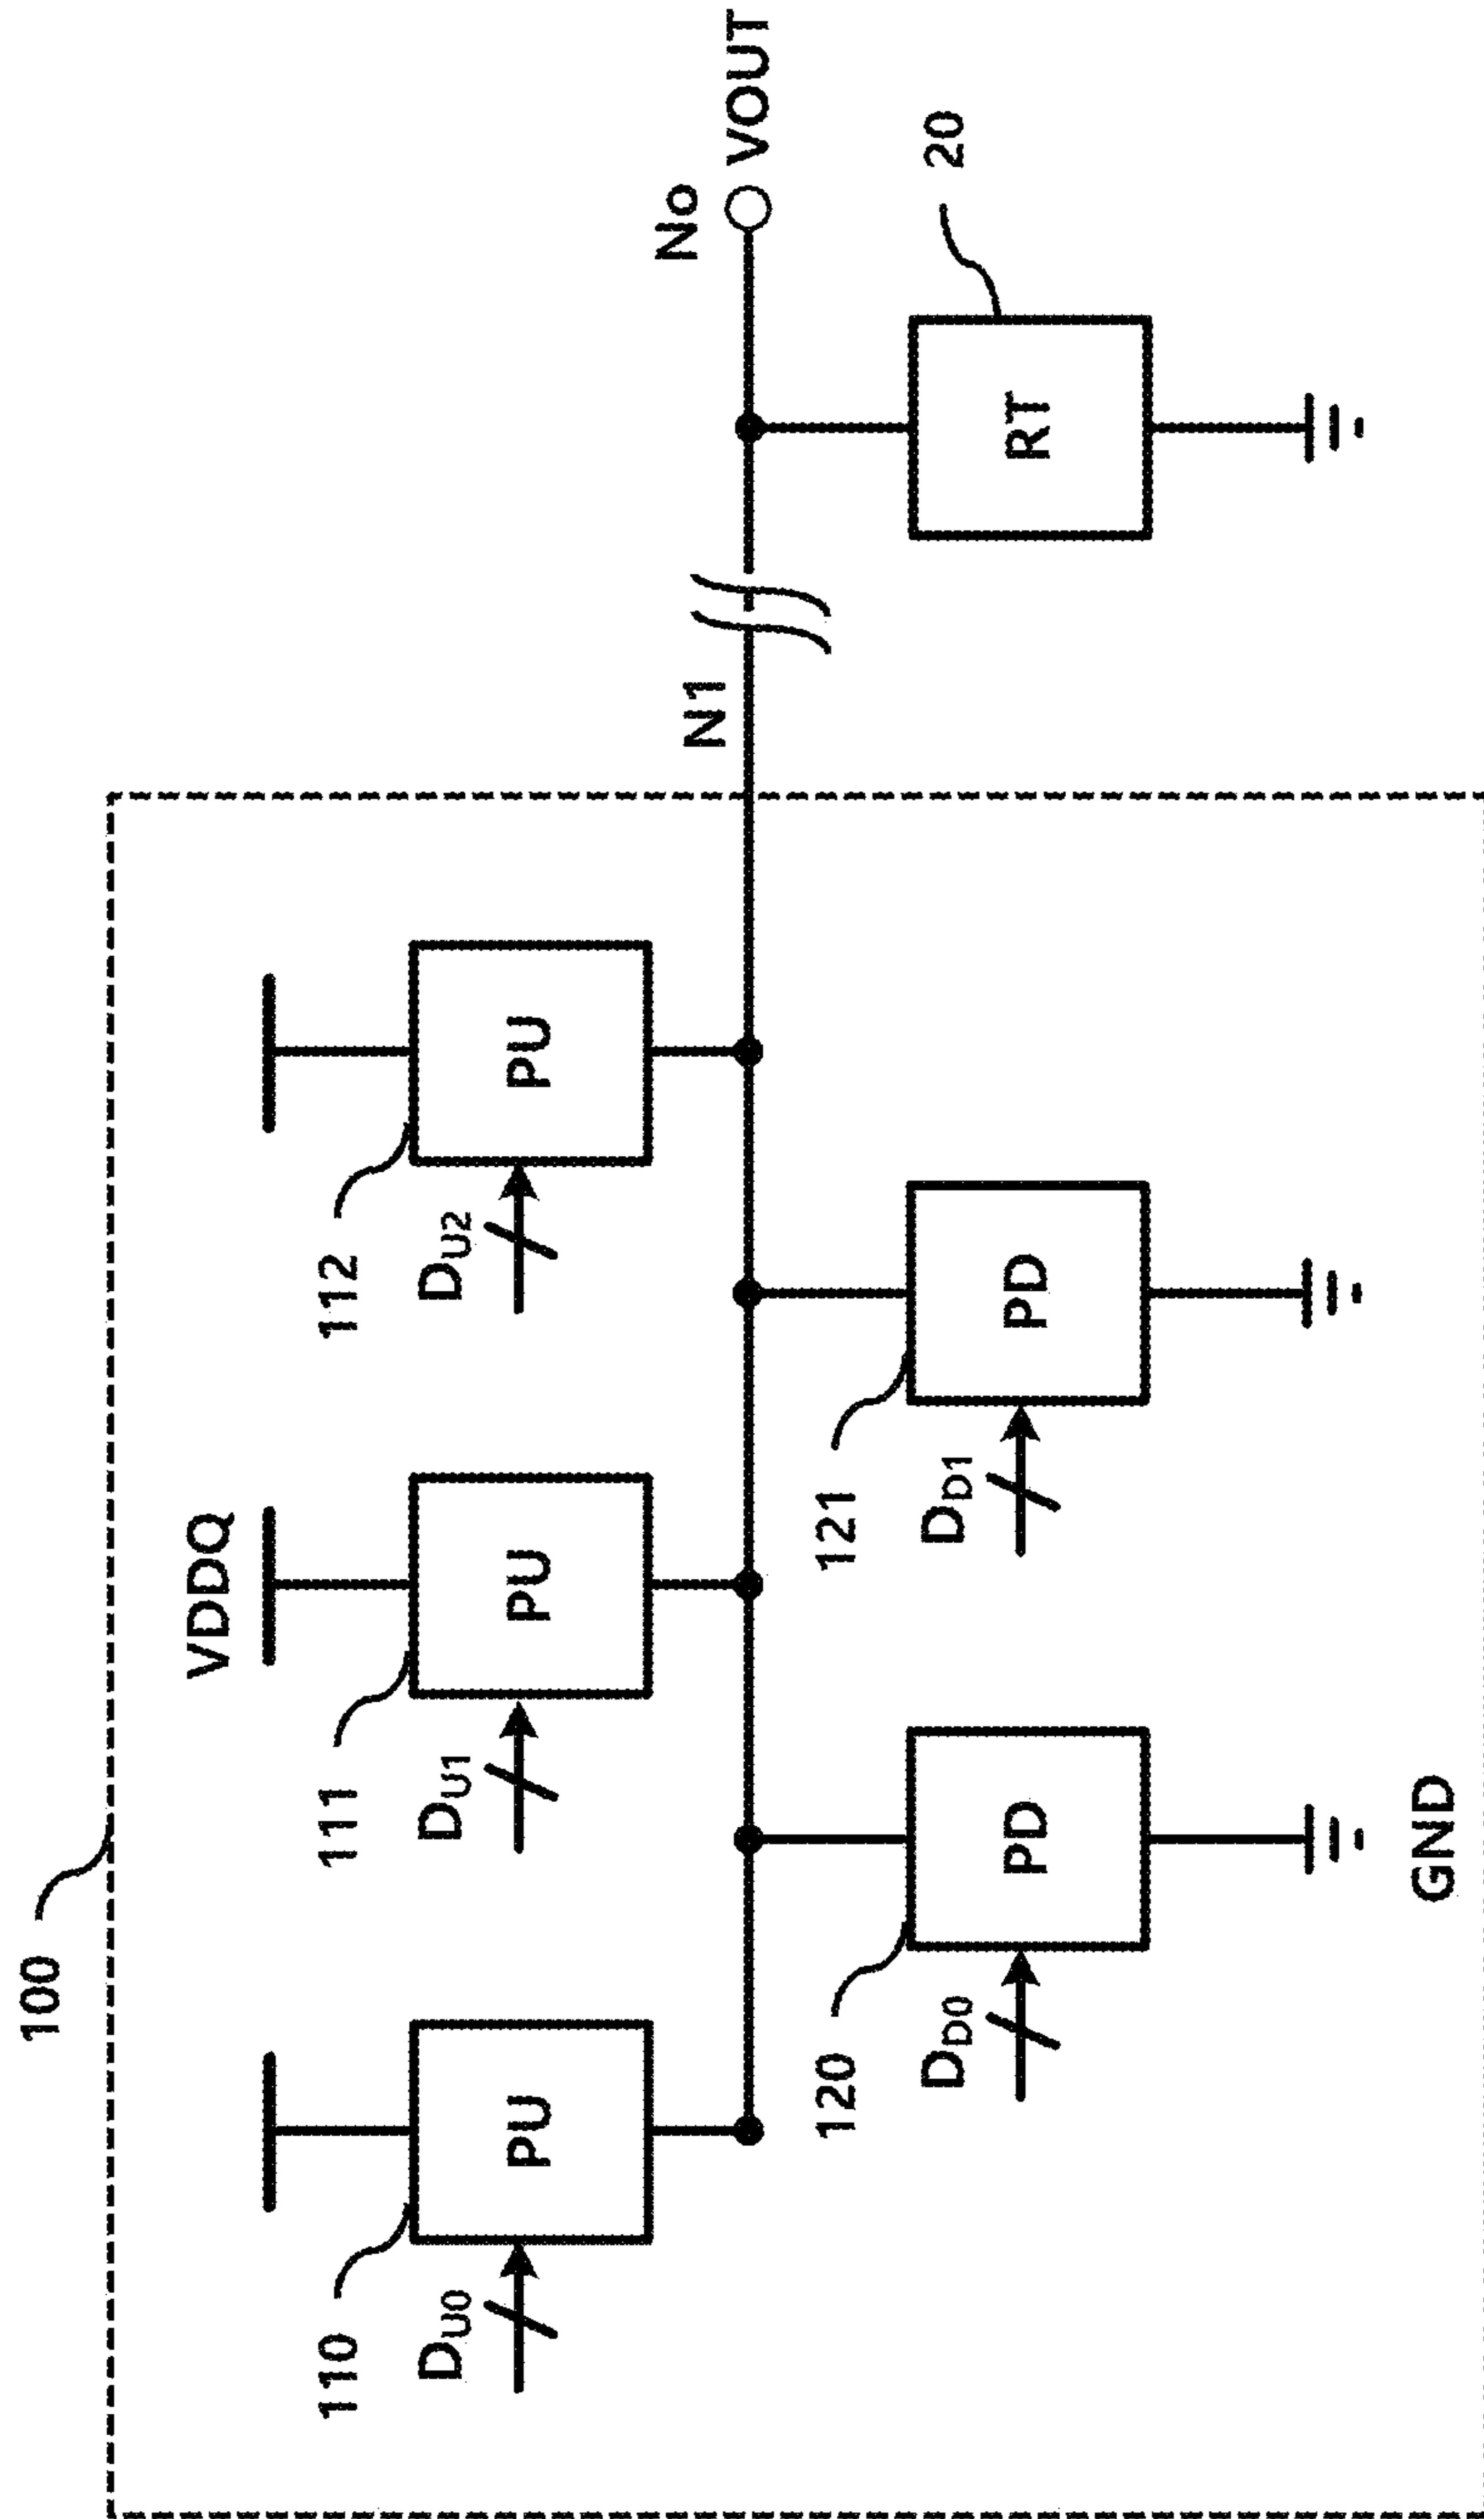 100
VDDQ
110
111
112
DU0
PU
DU1
PU
DU2
PU
N1
No
VOUT
120
121
20
DD0
PD
DD1
PD
RT
GND